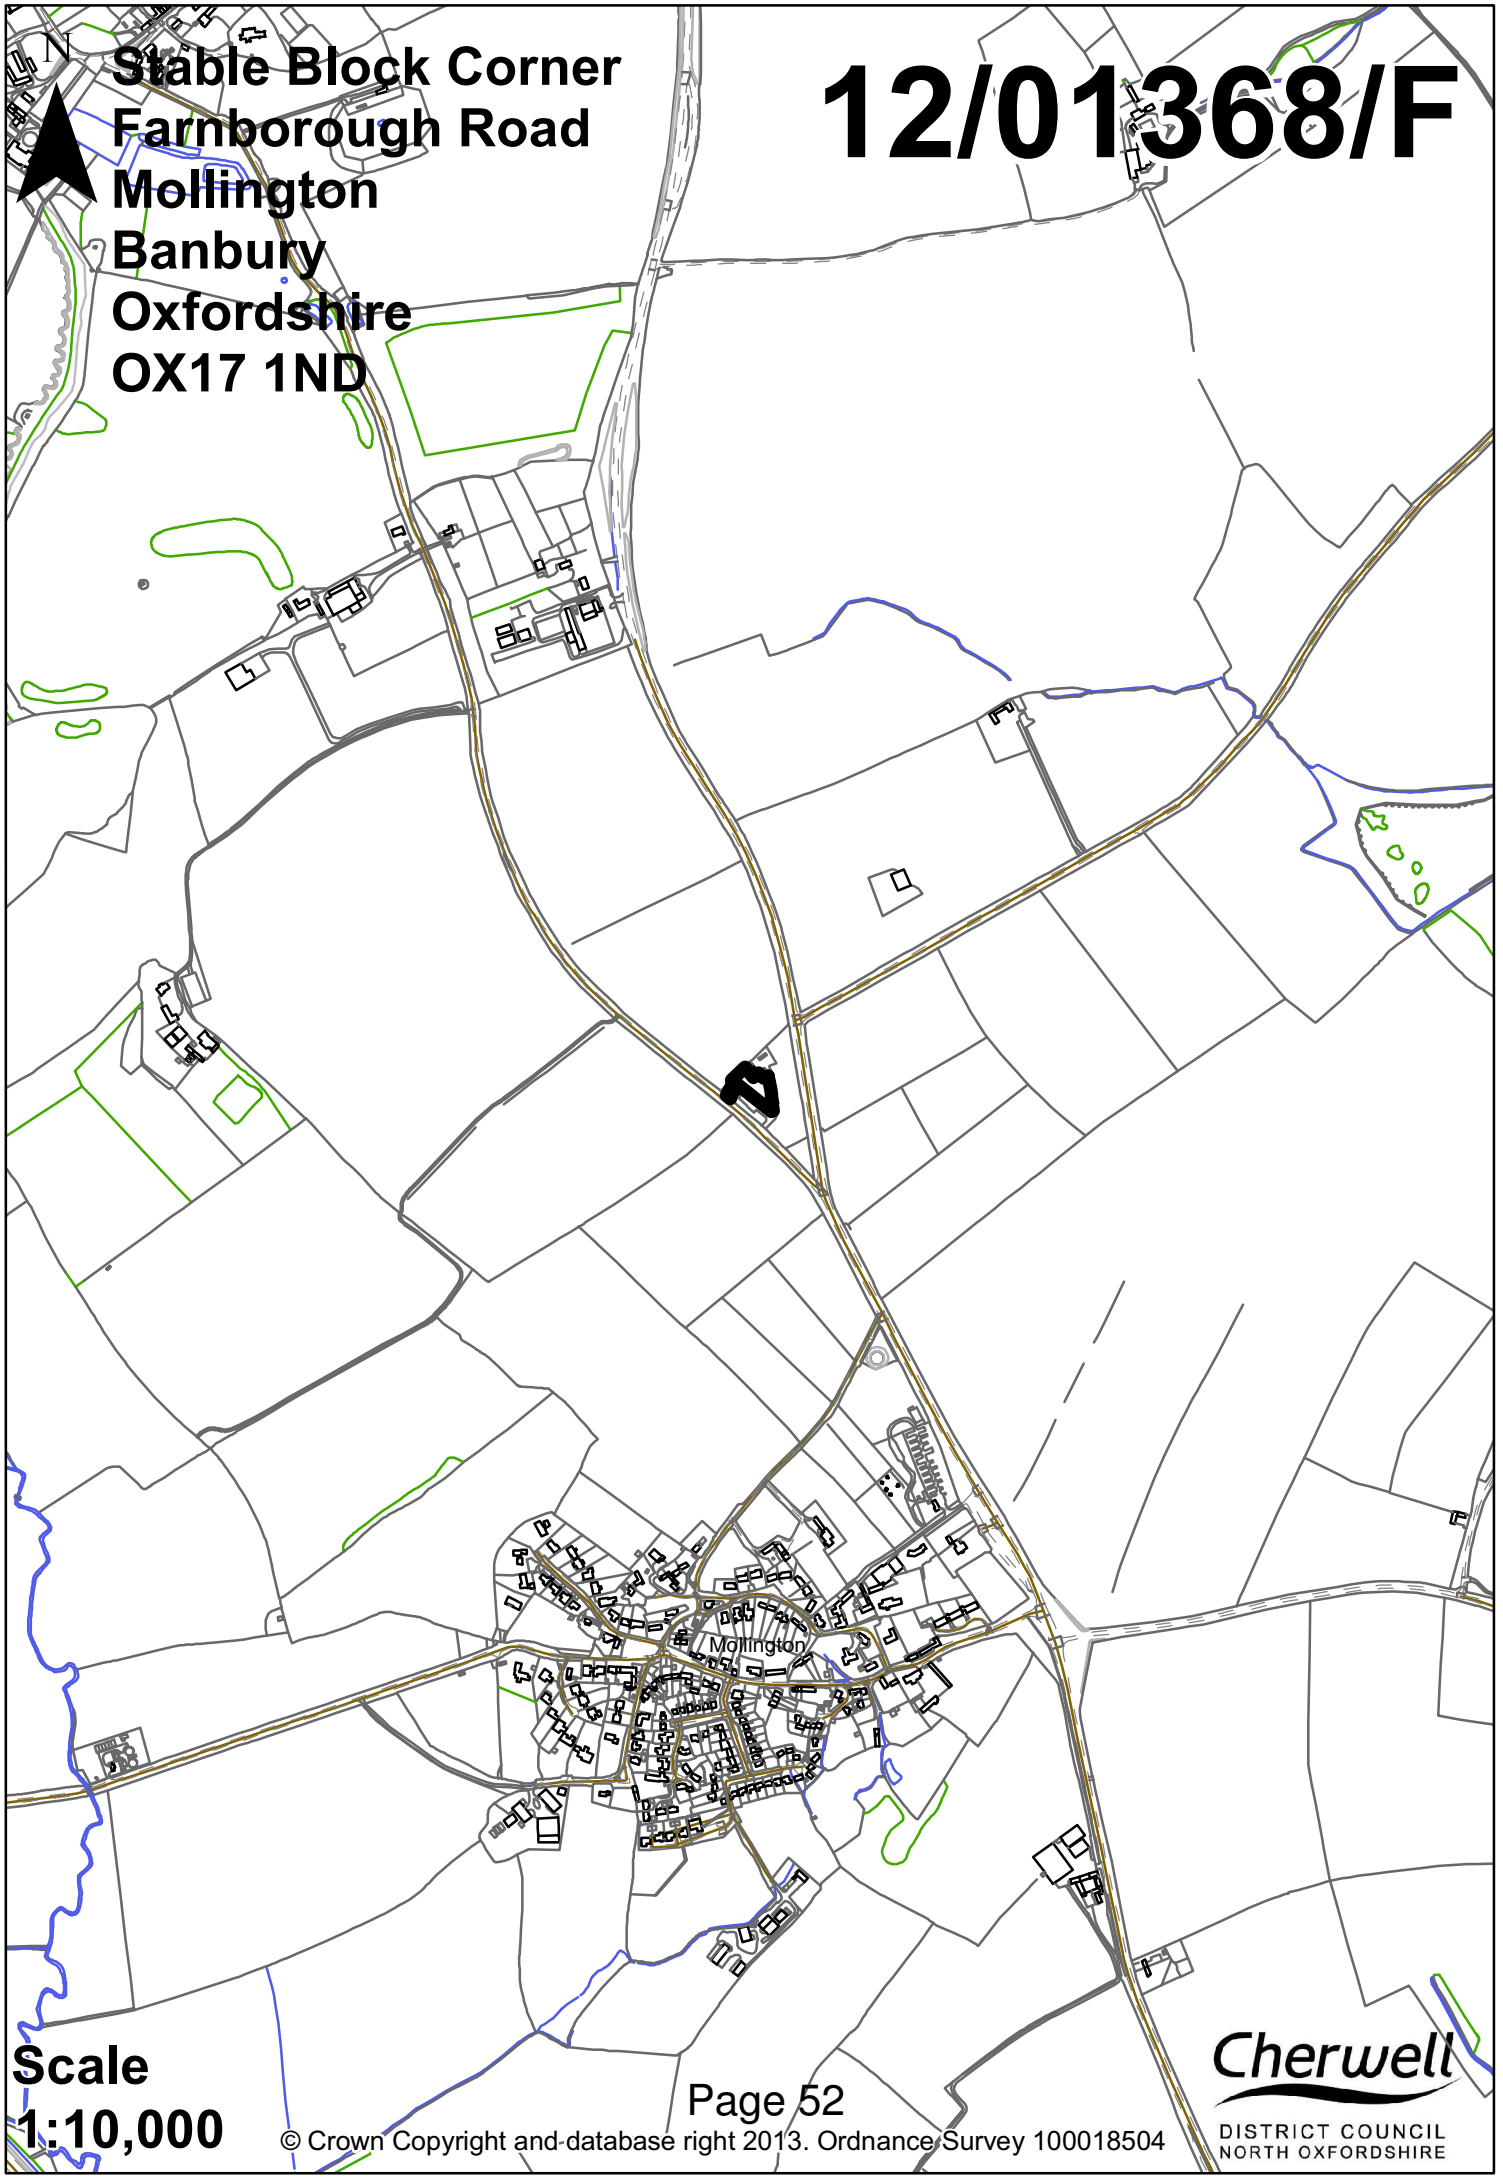 N
Stable Block Corner
Farnborough Road
Mollington
Banbury
Oxfordshire
OX17 1ND
12/01368/F
Mollington
Scale
1:10,000
Page 52
© Crown Copyright and database right 2013. Ordnance Survey 100018504
Cherwell
DISTRICT COUNCIL
NORTH OXFORDSHIRE